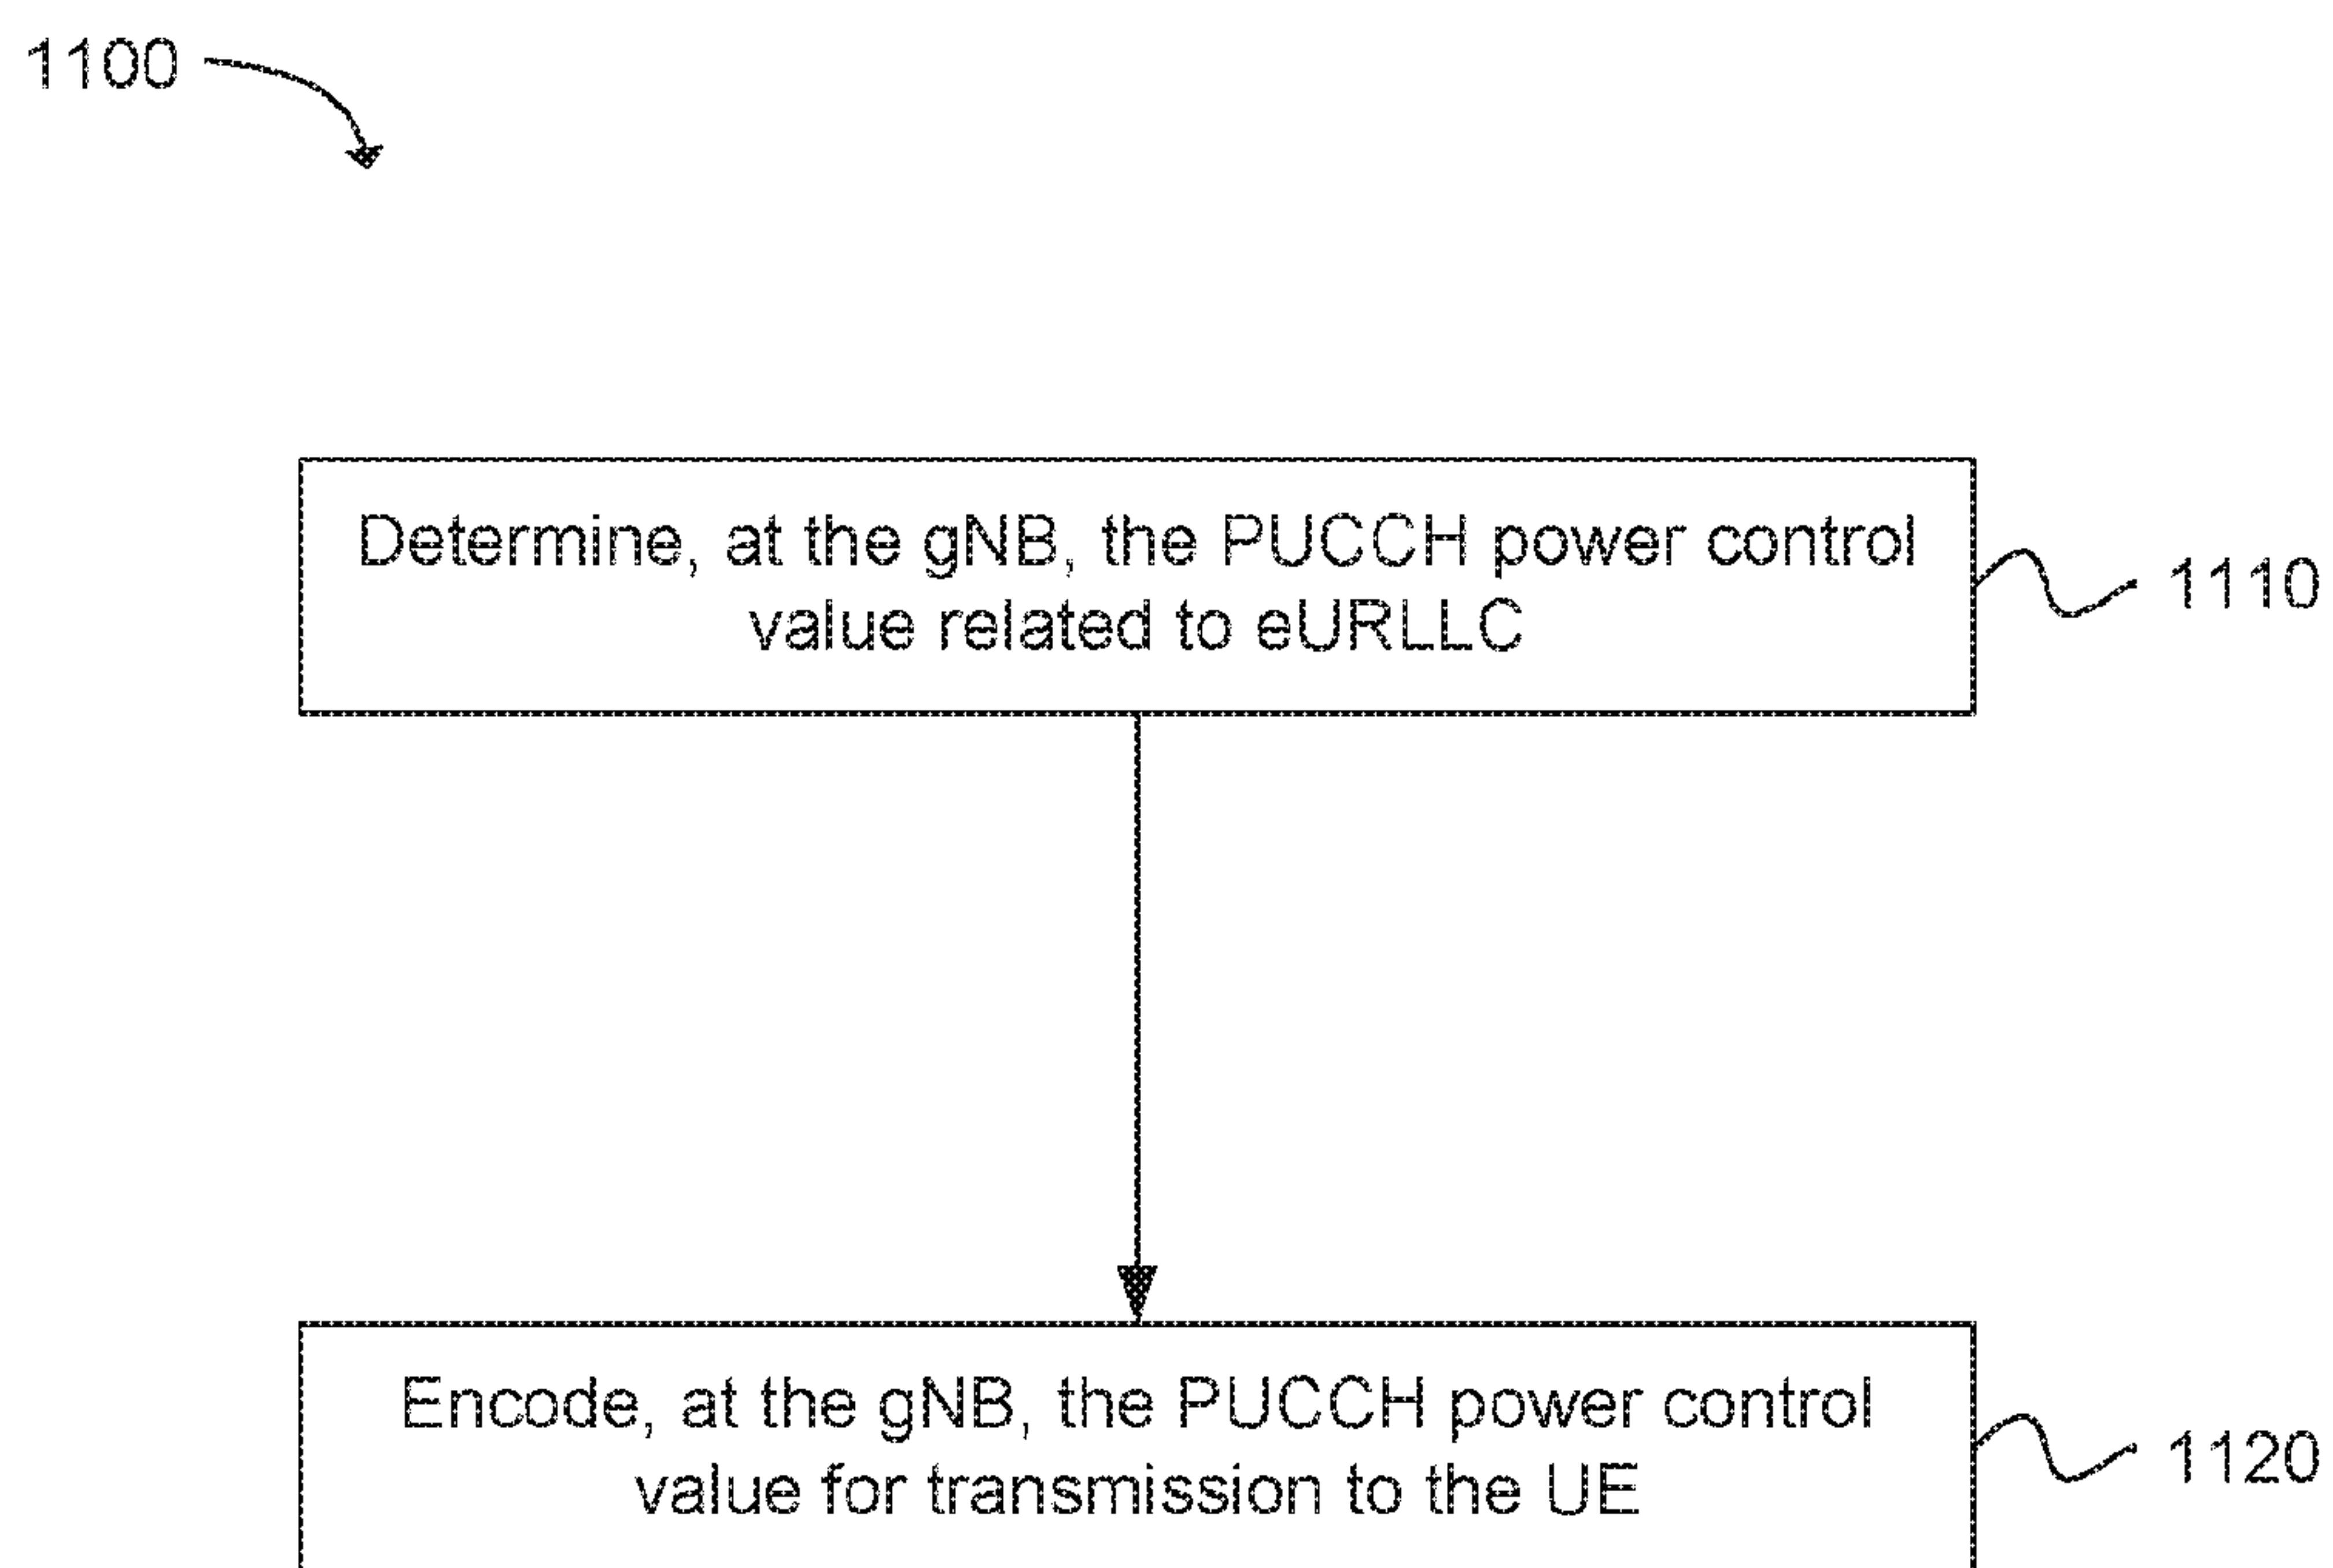 1100
Determine, at the gNB, the PUCCH power control
value related to eURLLC
1110
Encode, at the gNB, the PUCCH power control
value for transmission to the UE
1120